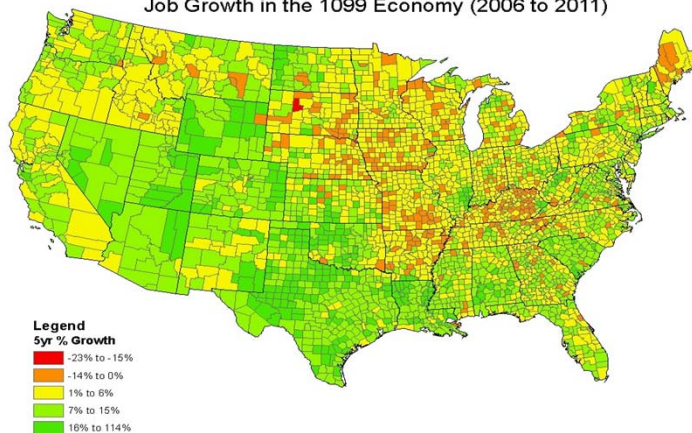 Job Growth in the 1099 Economy (2006 to 2011)
Legend
5yr % Growth
-23% to -15%
-14% to 0%
1% to 6%
7% to 15%
16% to 114%